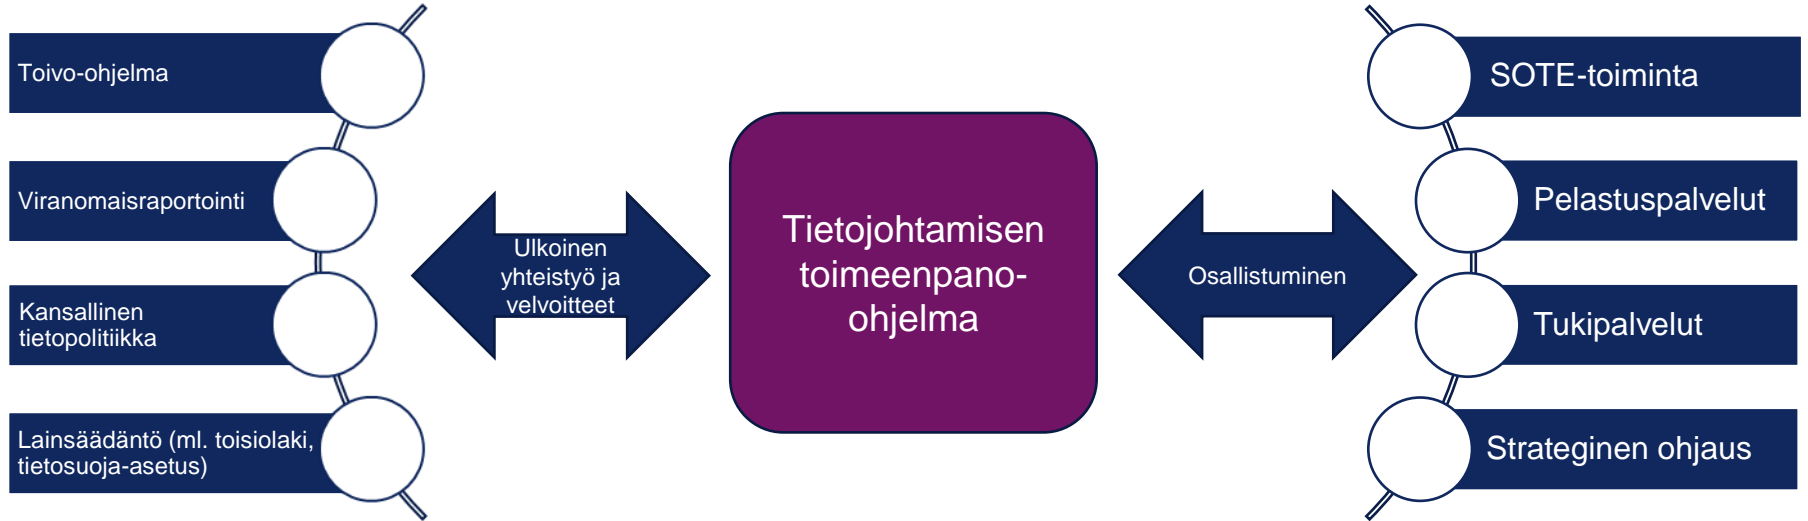 Toivo-ohjelma
Viranomaisraportointi
Kansallinen
tietopolitiikka
Lainsäädäntö (ml. toisiolaki,
tietosuoja-asetus)
Ulkoinen
yhteistyö ja
velvoitteet
Tietojohtamisen
toimeenpano-
ohjelma
Osallistuminen
SOTE-toiminta
Pelastuspalvelut
Tukipalvelut
Strateginen ohjaus